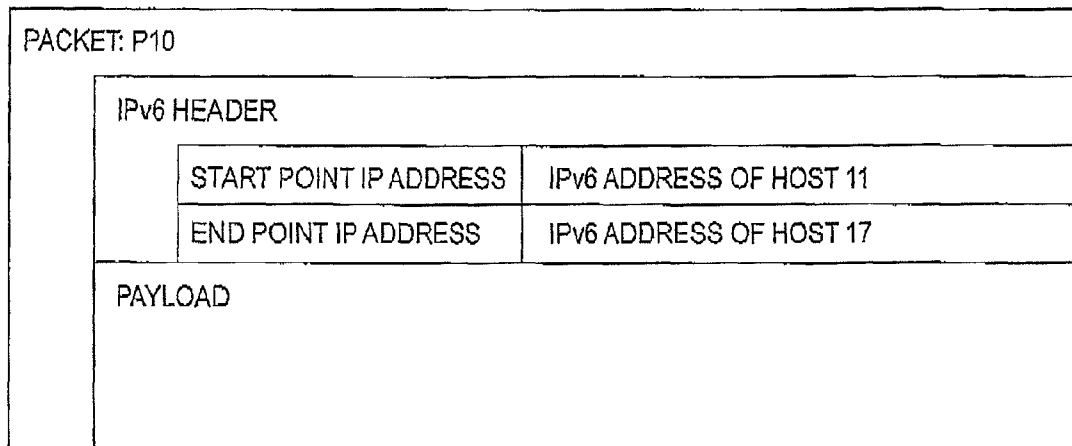 PACKET: P10
IPv6 HEADER
START POINT IP ADDRESS IPv6 ADDRESS OF HOST 11
END POINT IP ADDRESS IPv6 ADDRESS OF HOST 17
PAYLOAD